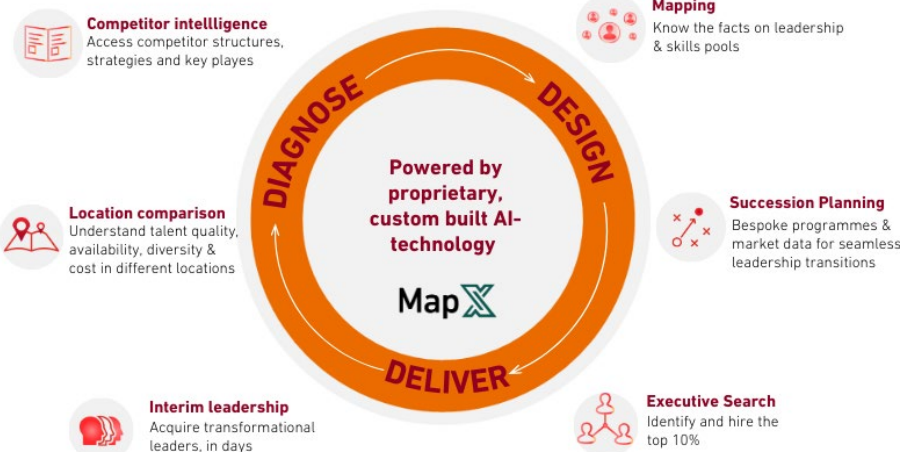 Competitor intellligence
Access competitor structures,
strategies and key playes
Mapping
Know the facts on leadership
& skills pools
DIAGNOSE
DESIGN
Powered by
proprietary,
custom built AI-
technology
MapX
Location comparison
Understand talent quality,
availability, diversity &
cost in different locations
Succession Planning
Bespoke programmes &
market data for seamless
leadership transitions
DELIVER
Interim leadership
Acquire transformational
leaders, in days
Executive Search
Identify and hire the
top 10%